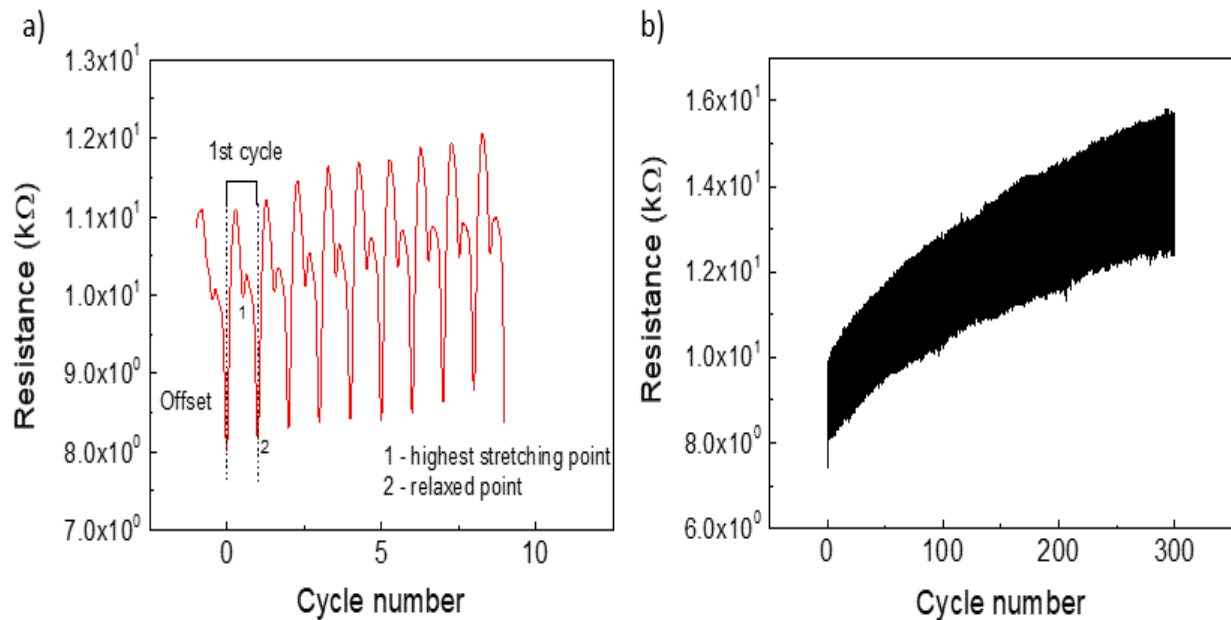 a)
1.3x10¹
1.2x10¹
1.1x10¹
1.0x10¹
9.0x10⁰
8.0x10⁰
7.0x10⁰
Resistance (kΩ)
1st cycle
1
Offset
2
1 - highest stretching point
2 - relaxed point
0
5
10
Cycle number
b)
1.6x10¹
1.4x10¹
1.2x10¹
1.0x10¹
8.0x10⁰
6.0x10⁰
Resistance (kΩ)
0
100
200
300
Cycle number